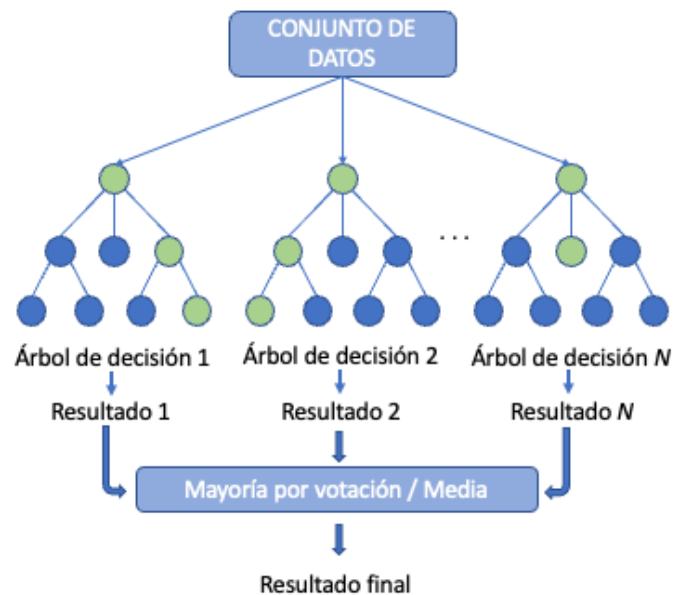 CONJUNTO DE
DATOS
...
Árbol de decisión 1
Árbol de decisión 2
Árbol de decisión N
Resultado 1
Resultado 2
Resultado N
Mayoría por votación / Media
Resultado final